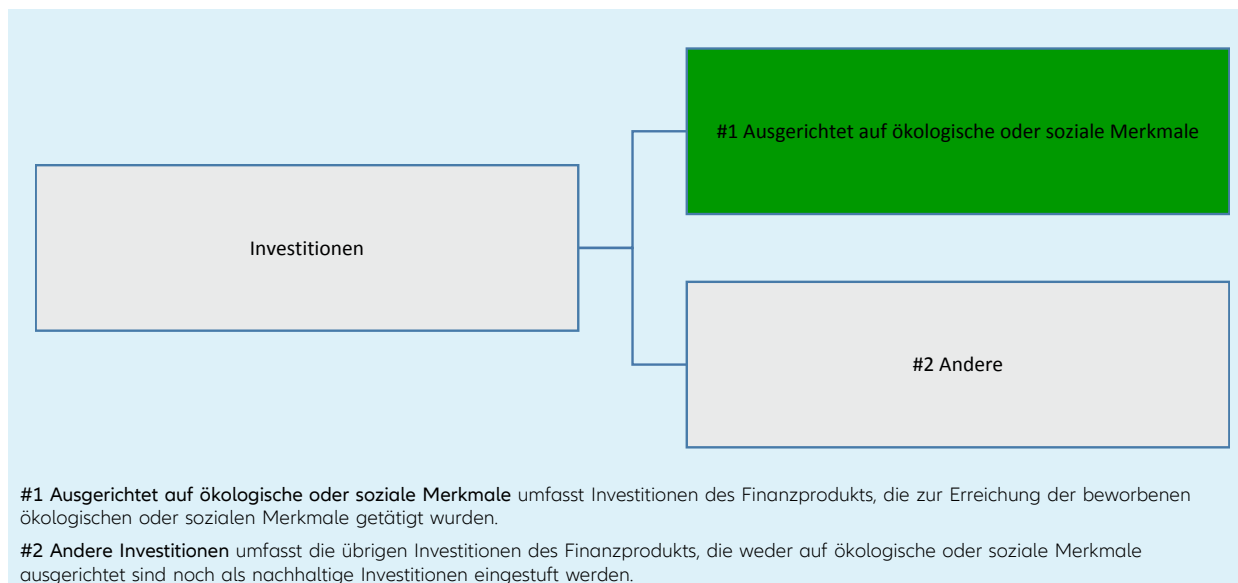 #1 Ausgerichtet auf ökologische oder soziale Merkmale
Investitionen
#2 Andere
#1 Ausgerichtet auf ökologische oder soziale Merkmale umfasst Investitionen des Finanzprodukts, die zur Erreichung der beworbenen
ökologischen oder sozialen Merkmale getätigt wurden.
#2 Andere Investitionen umfasst die übrigen Investitionen des Finanzprodukts, die weder auf ökologische oder soziale Merkmale
ausgerichtet sind noch als nachhaltige Investitionen eingestuft werden.